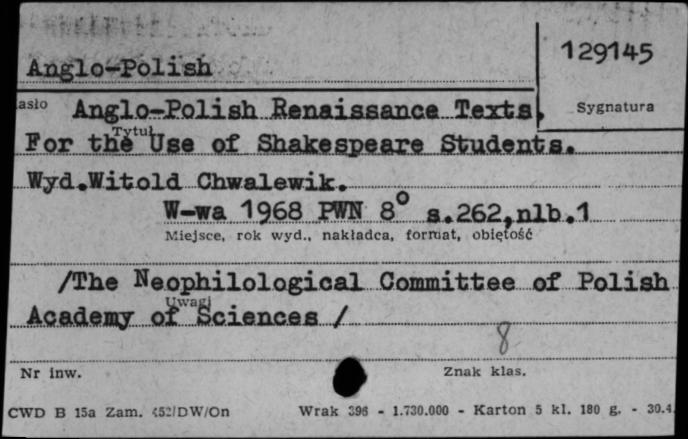 129145
Anglo-Polish
asło Anglo-Polish Renaissance Texts, Sygnatura
Tytuł
For the Use of Shakespeare Students.
Wyd.Witold Chwalewik.
W-wa 1968 PWN 8° s.262,nlb.1
Miejsce, rok wyd., nakładca, format, objętość
/The Neophilological Committee of Polish
Uwagi
Academy of Sciences /
8
Nr inw. Znak klas.
CWD B 15a Zam. 452/DW/On Wrak 396 - 1.730.000 - Karton 5 kl. 180 g. - 30.4